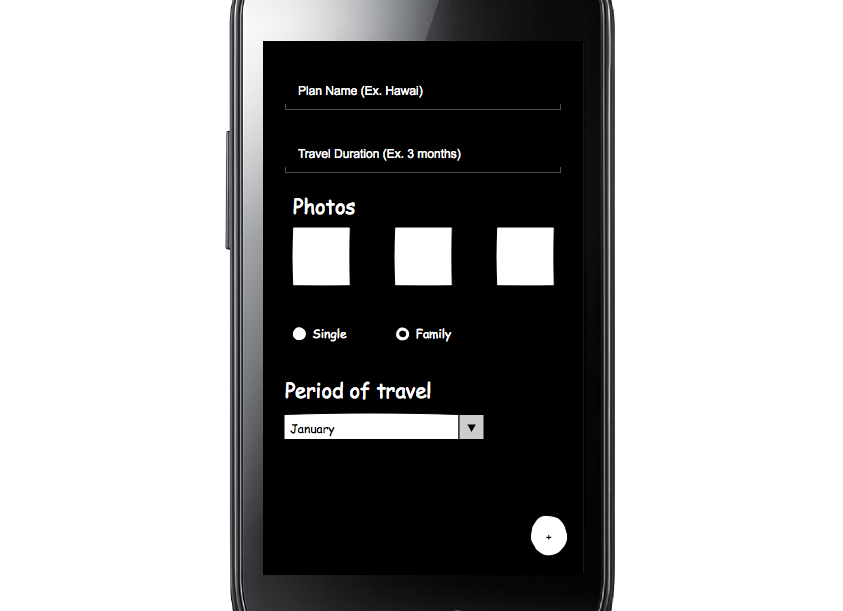 Plan Name (Ex. Hawai)
Travel Duration (Ex. 3 months)
Photos
Single Family
Period of travel
January
+